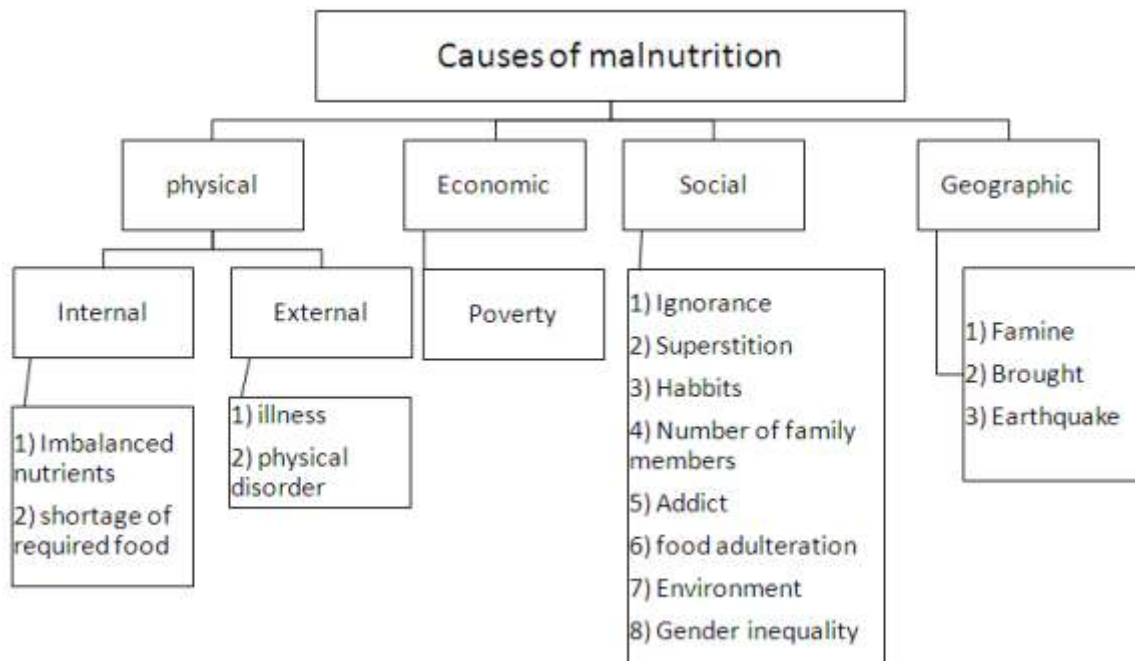 Causes of malnutrition
physical
Economic
Social
Geographic
Internal
External
Poverty
1) Imbalanced
nutrients
2) shortage of
required food
1) illness
2) physical
disorder
1) Ignorance
2) Superstition
3) Habbits
4) Number of family
members
5) Addict
6) food adulteration
7) Environment
8) Gender inequality
1) Famine
2) Brought
3) Earthquake